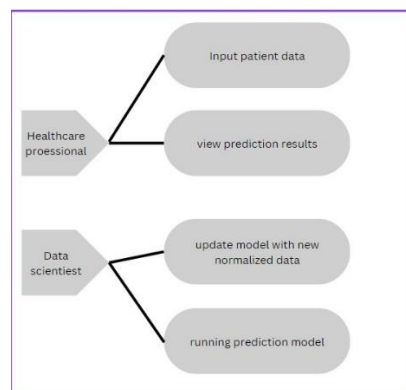 Input patient data
Healthcare
proessional
view prediction results
Data
scientiest
update model with new
normalized data
running prediction model